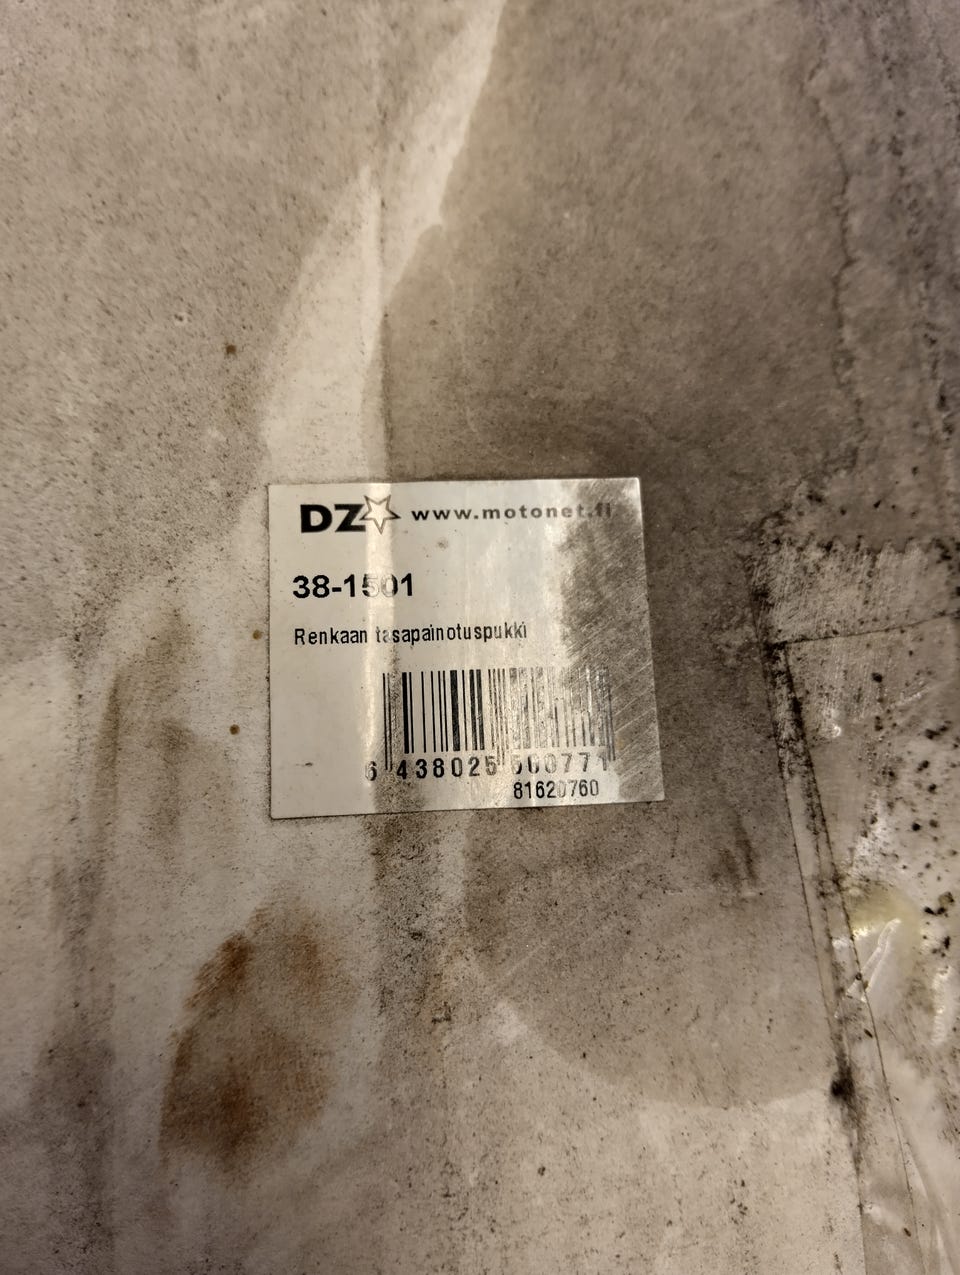 DZ www.motonet.fi
38-1501
Renkaan tasapainotuspukki
6 438025 500771
81620760